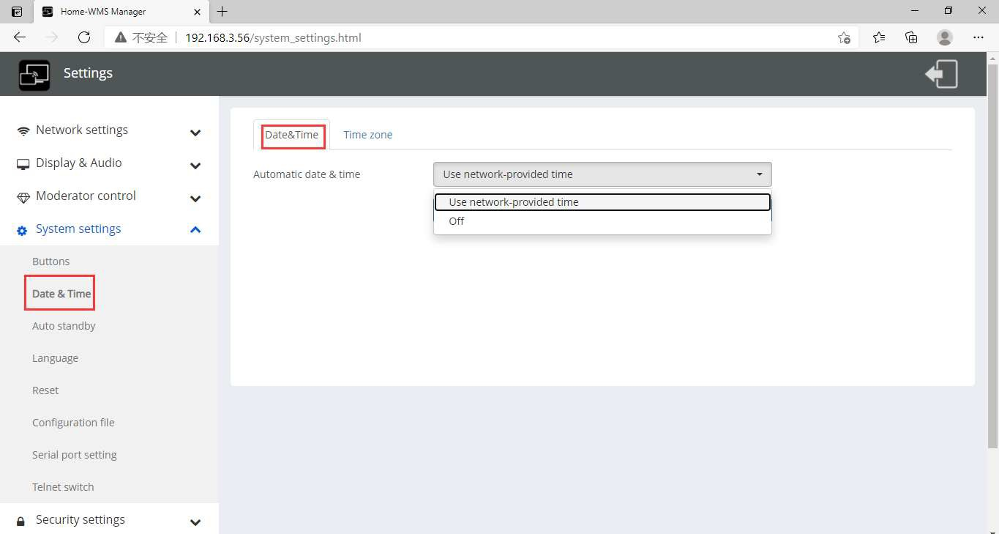 Home-WMS Manager
不安全 192.168.3.56/system_settings.html
Settings
Network settings
Display & Audio
Moderator control
System settings
Buttons
Date & Time
Auto standby
Language
Reset
Configuration file
Serial port setting
Telnet switch
Security settings
Date&Time Time zone
Automatic date & time Use network-provided time
Use network-provided time
Off